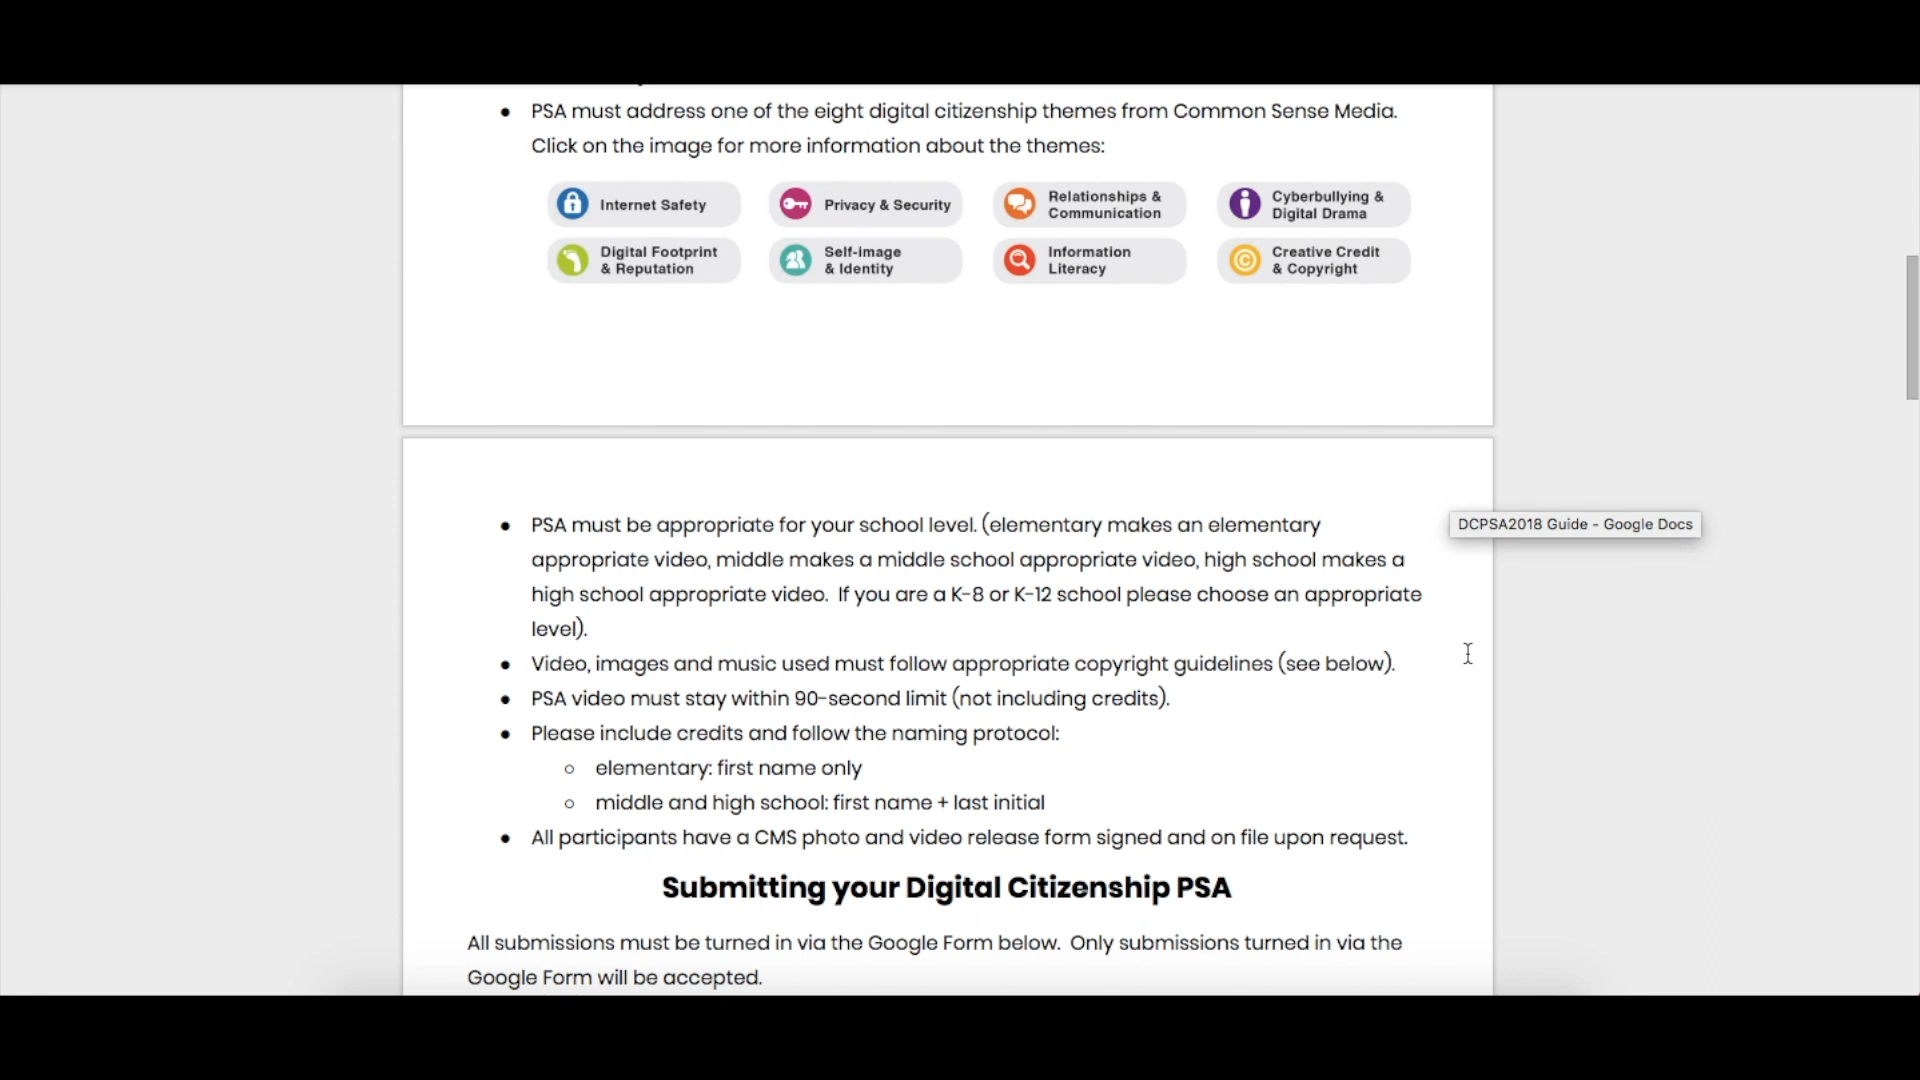 PSA must address one of the eight digital citizenship themes from Common Sense Media.
Click on the image for more information about the themes:
Internet Safety
Privacy & Security
Relationships &
Communication
Cyberbullying &
Digital Drama
Digital Footprint
& Reputation
Self-image
& Identity
Information
Literacy
Creative Credit
& Copyright
PSA must be appropriate for your school level. (elementary makes an elementary
appropriate video, middle makes a middle school appropriate video, high school makes a
high school appropriate video. If you are a K-8 or K-12 school please choose an appropriate
level).
DCPSA2018 Guide - Google Docs
Video, images and music used must follow appropriate copyright guidelines (see below).
PSA video must stay within 90-second limit (not including credits).
Please include credits and follow the naming protocol:
elementary: first name only
middle and high school: first name + last initial
All participants have a CMS photo and video release form signed and on file upon request.
Submitting your Digital Citizenship PSA
All submissions must be turned in via the Google Form below. Only submissions turned in via the
Google Form will be accepted.